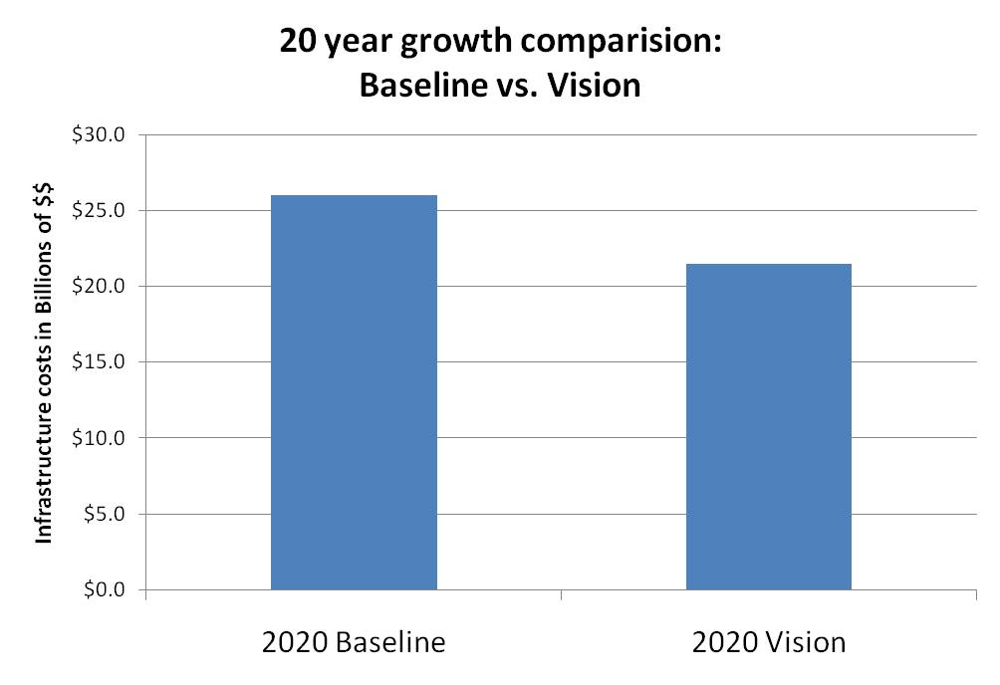 20 year growth comparision:
Baseline vs. Vision
Infrastructure costs in Billions of $$
$30.0
$25.0
$20.0
$15.0
$10.0
$5.0
$0.0
2020 Baseline
2020 Vision